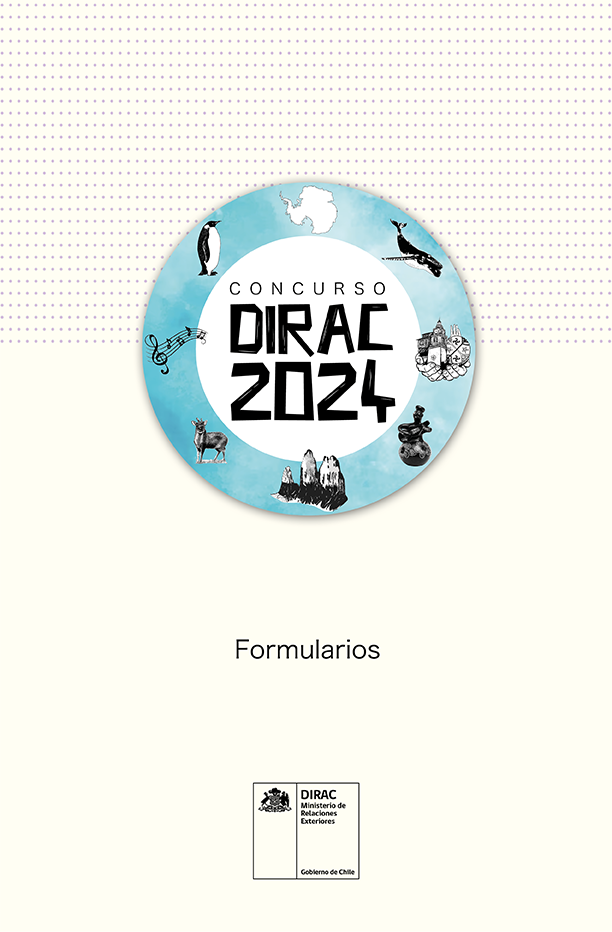 CONCURSO
DIRAC
2024
Formularios
DIRAC
Ministerio de
Relaciones
Exteriores
Gobierno de Chile